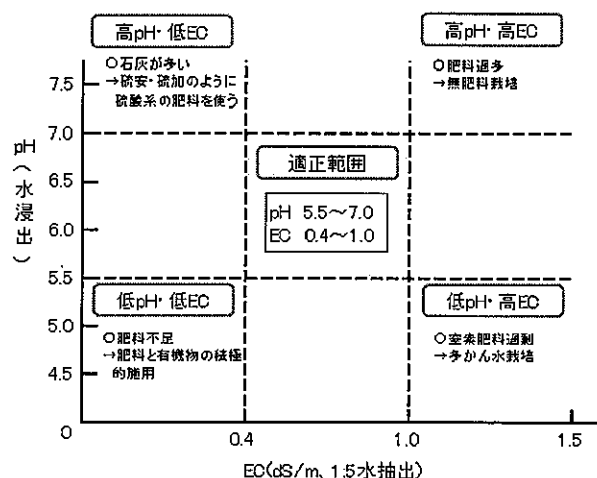 高pH・低EC
○石灰が多い
→硫安・硫加のように
硫酸系の肥料を使う
高pH・高EC
○肥料過多
→無肥料栽培
適正範囲
pH 5.5～7.0
EC 0.4～1.0
低pH・低EC
○肥料不足
→肥料と有機物の積極
的施用
低pH・高EC
○窒素肥料過剰
→多かん水栽培
pH（水浸出）
7.5
7.0
6.5
6.0
5.5
5.0
4.5
0
0.4
1.0
1.5
EC(dS/m、1:5水抽出)